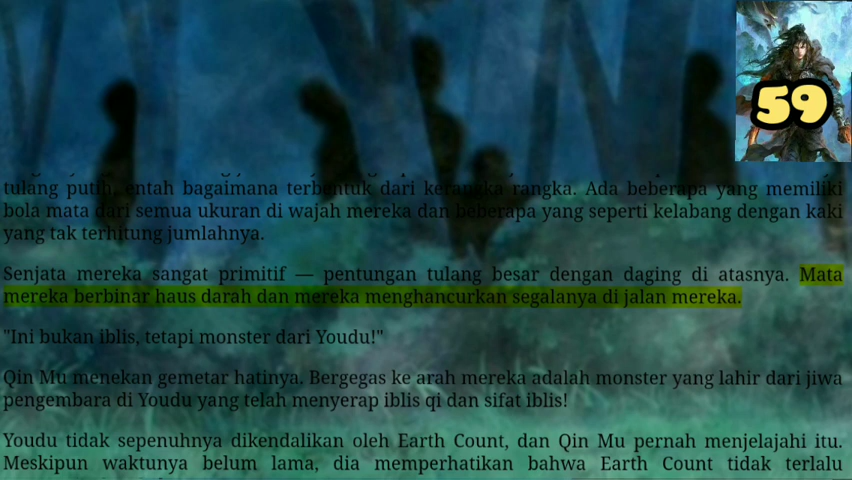 59
tulang putih, entah bagaimana terbentuk dari kerangka rangka. Ada beberapa yang memiliki
bola mata dari semua ukuran di wajah mereka dan beberapa yang seperti kelabang dengan kaki
yang tak terhitung jumlahnya.
Senjata mereka sangat primitif — pentungan tulang besar dengan daging di atasnya. Mata
mereka berbinar haus darah dan mereka menghancurkan segalanya di jalan mereka.
"Ini bukan iblis, tetapi monster dari Youdu!"
Qin Mu menekan gemetar hatinya. Bergegas ke arah mereka adalah monster yang lahir dari jiwa
pengembara di Youdu yang telah menyerap iblis qi dan sifat iblis!
Youdu tidak sepenuhnya dikendalikan oleh Earth Count, dan Qin Mu pernah menjelajahi itu.
Meskipun waktunya belum lama, dia memperhatikan bahwa Earth Count tidak terlalu